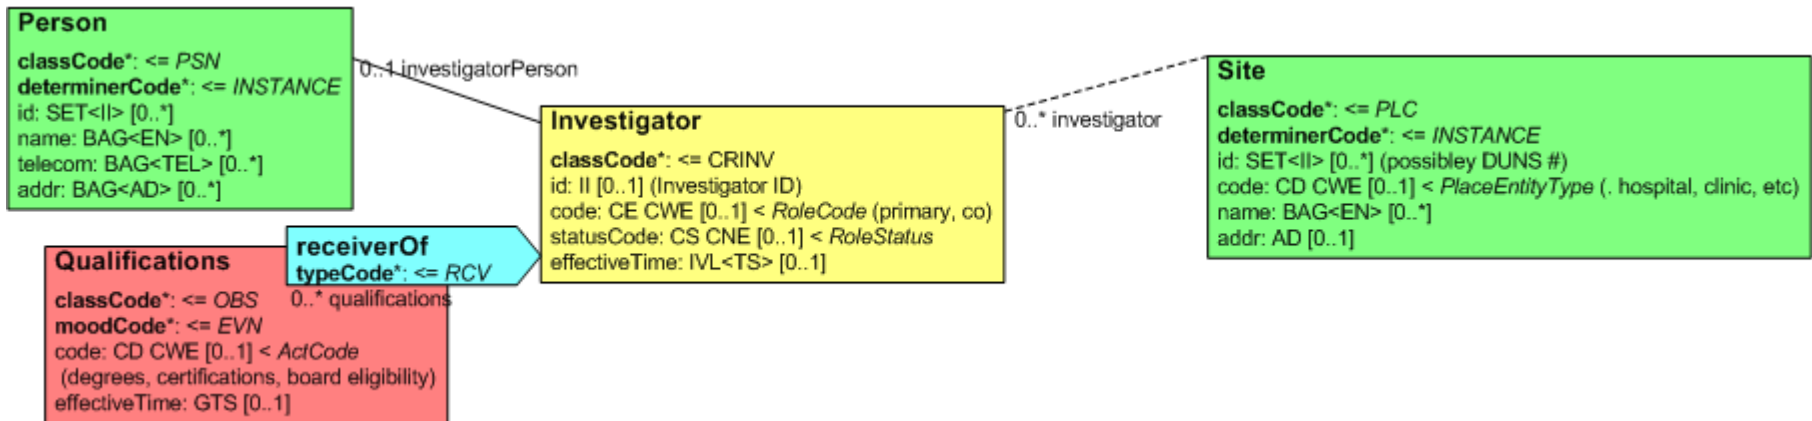 Person
classCode*: <= PSN
determinerCode*: <= INSTANCE
id: SET<II> [0..*]
name: BAG<EN> [0..*]
telecom: BAG<TEL> [0..*]
addr: BAG<AD> [0..*]
0..1 investigatorPerson
Investigator
classCode*: <= CRINV
id: II [0..1] (Investigator ID)
code: CE CWE [0..1] < RoleCode (primary, co)
statusCode: CS CNE [0..1] < RoleStatus
effectiveTime: IVL<TS> [0..1]
0..* investigator
Site
classCode*: <= PLC
determinerCode*: <= INSTANCE
id: SET<II> [0..*] (possibley DUNS #)
code: CD CWE [0..1] < PlaceEntityType (. hospital, clinic, etc)
name: BAG<EN> [0..*]
addr: AD [0..1]
receiverOf
typeCode*: <= RCV
0..* qualifications
Qualifications
classCode*: <= OBS
moodCode*: <= EVN
code: CD CWE [0..1] < ActCode
(degrees, certifications, board eligibility)
effectiveTime: GTS [0..1]